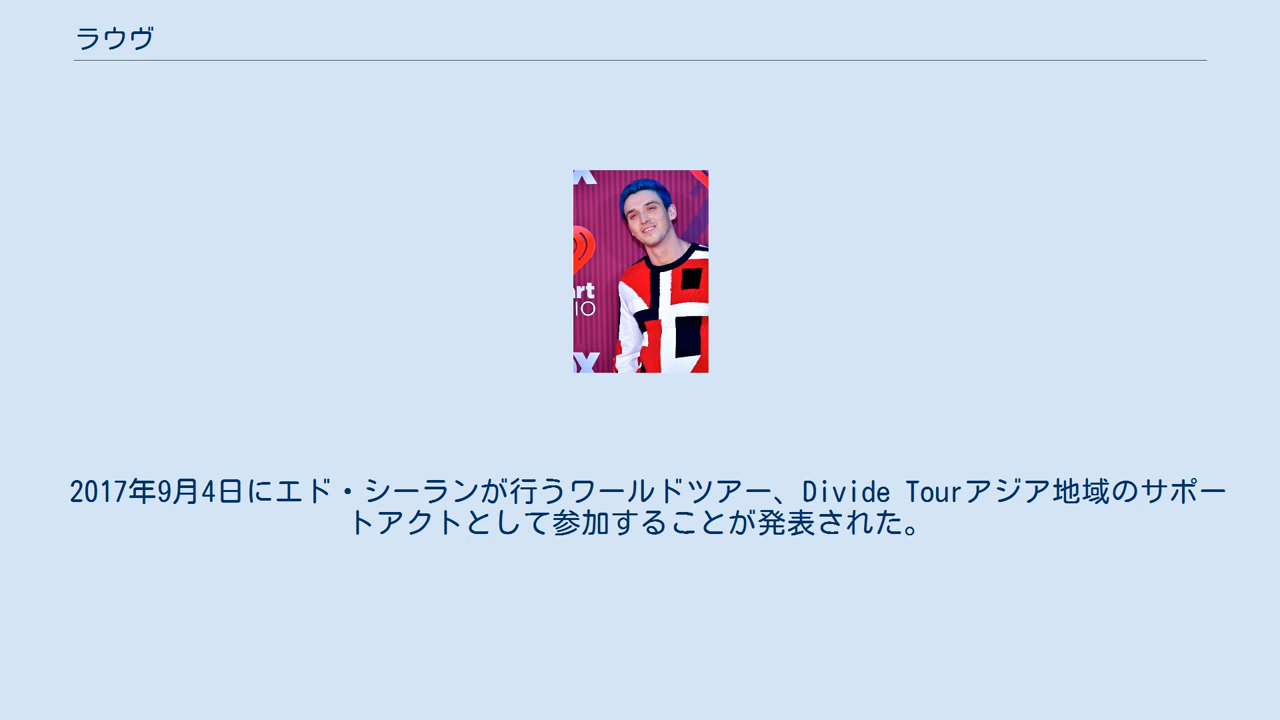 ラウヴ
X
art
IO
X
2017年9月4日にエド・シーランが行うワールドツアー、Divide Tourアジア地域のサポー
トアクトとして参加することが発表された。